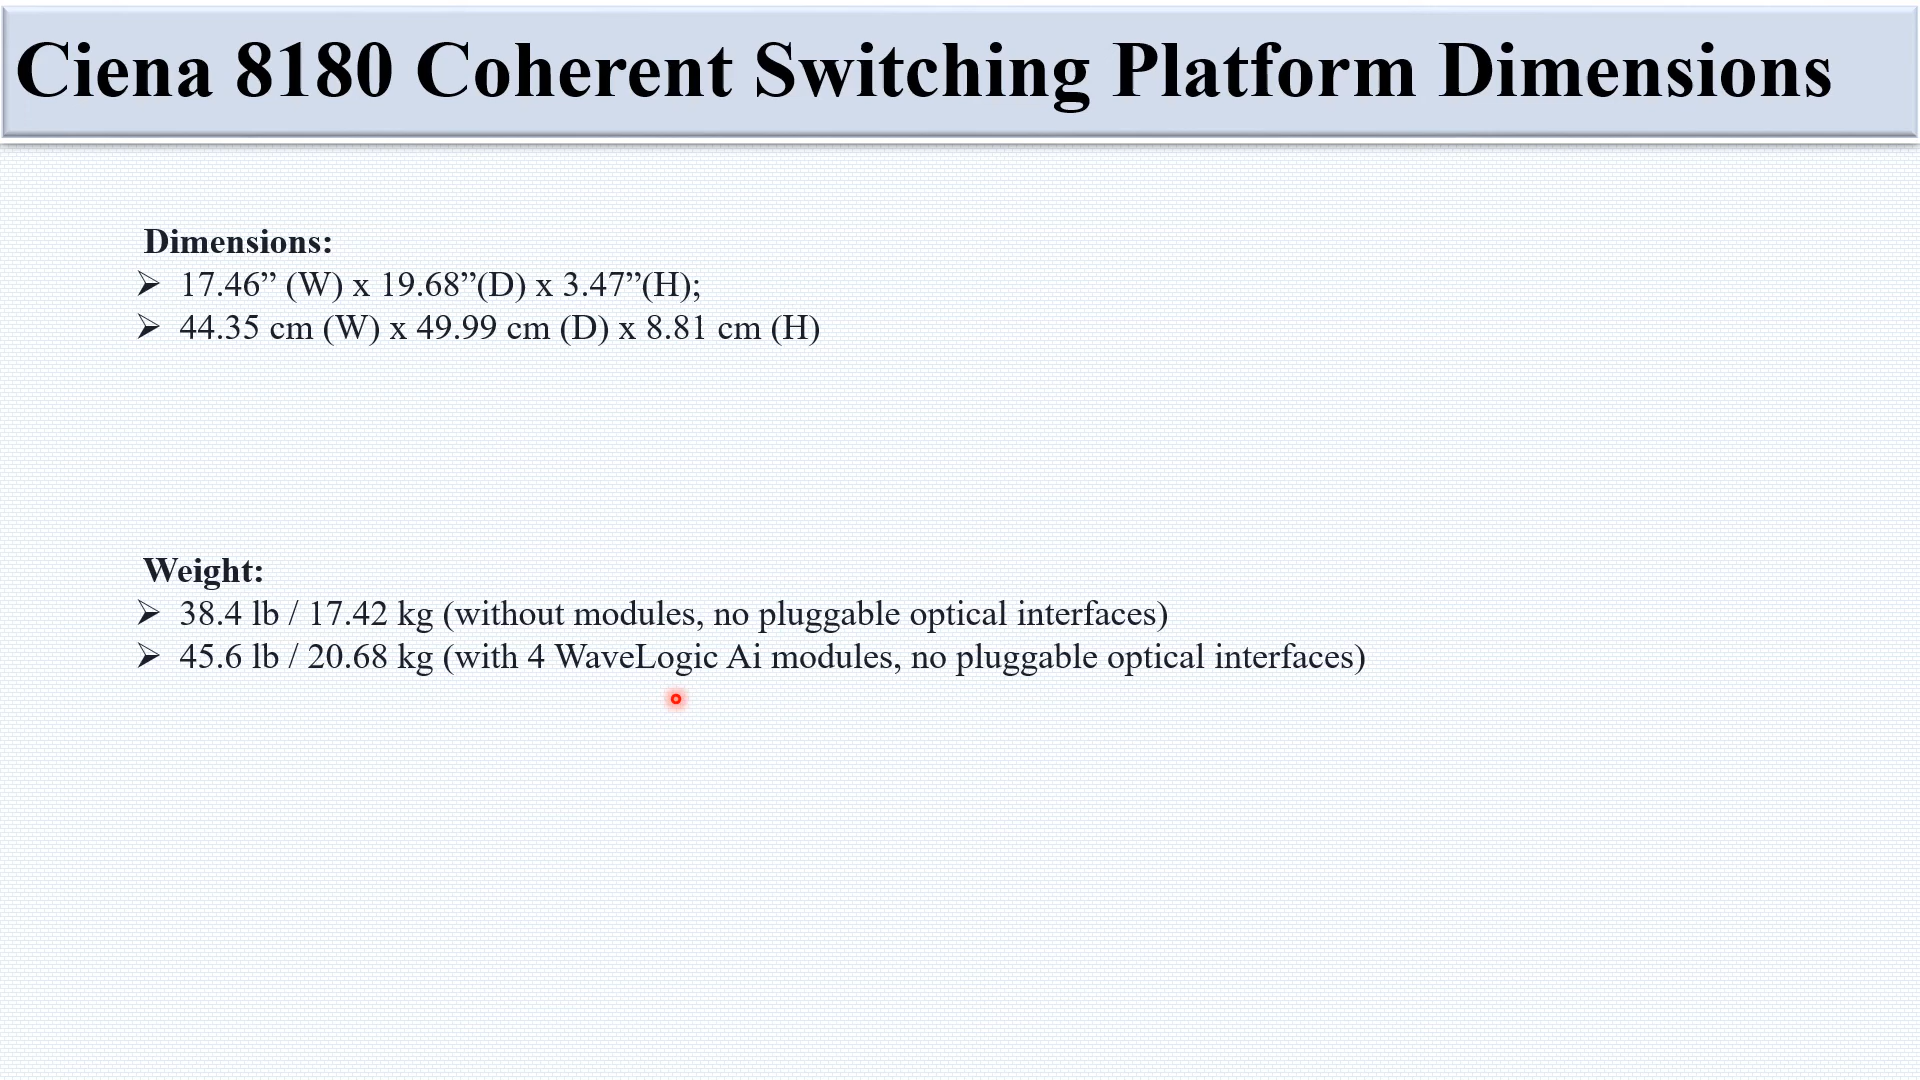 Ciena 8180 Coherent Switching Platform Dimensions
Dimensions:
➢ 17.46” (W) x 19.68”(D) x 3.47”(H);
➢ 44.35 cm (W) x 49.99 cm (D) x 8.81 cm (H)
Weight:
➢ 38.4 lb / 17.42 kg (without modules, no pluggable optical interfaces)
➢ 45.6 lb / 20.68 kg (with 4 WaveLogic Ai modules, no pluggable optical interfaces)